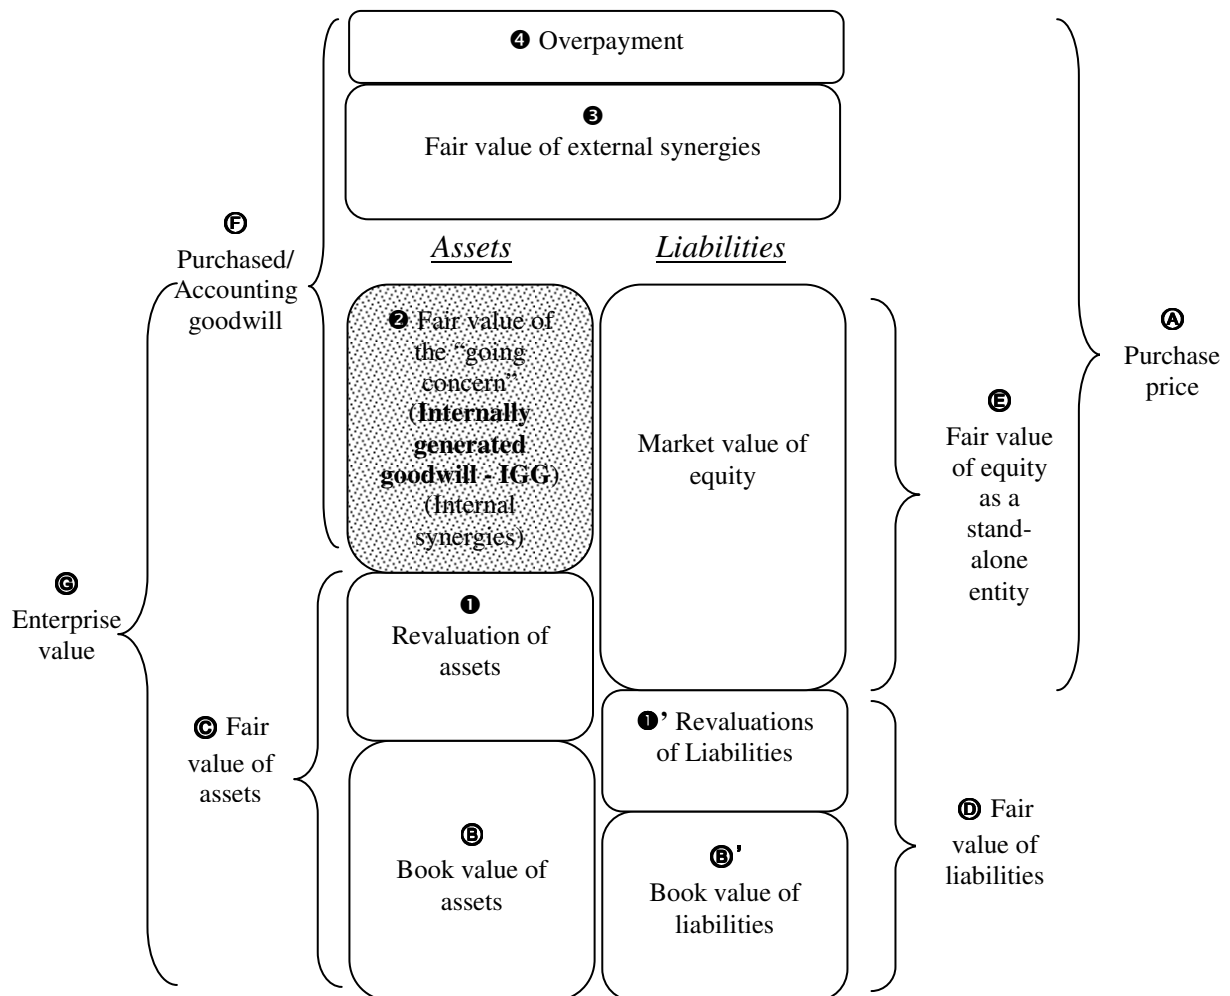 ❹ Overpayment
❸
Fair value of external synergies
Ⓕ
Purchased/
Accounting
goodwill
Assets
Liabilities
❷ Fair value of
the “going
concern”
(Internally
generated
goodwill - IGG)
(Internal
synergies)
Market value of
equity
Ⓔ
Fair value
of equity
as a
stand-
alone
entity
Ⓐ
Purchase
price
Ⓖ
Enterprise
value
❶
Revaluation of
assets
❶’ Revaluations
of Liabilities
Ⓒ Fair
value of
assets
Ⓑ
Book value of
assets
Ⓑ’
Book value of
liabilities
Ⓓ Fair
value of
liabilities